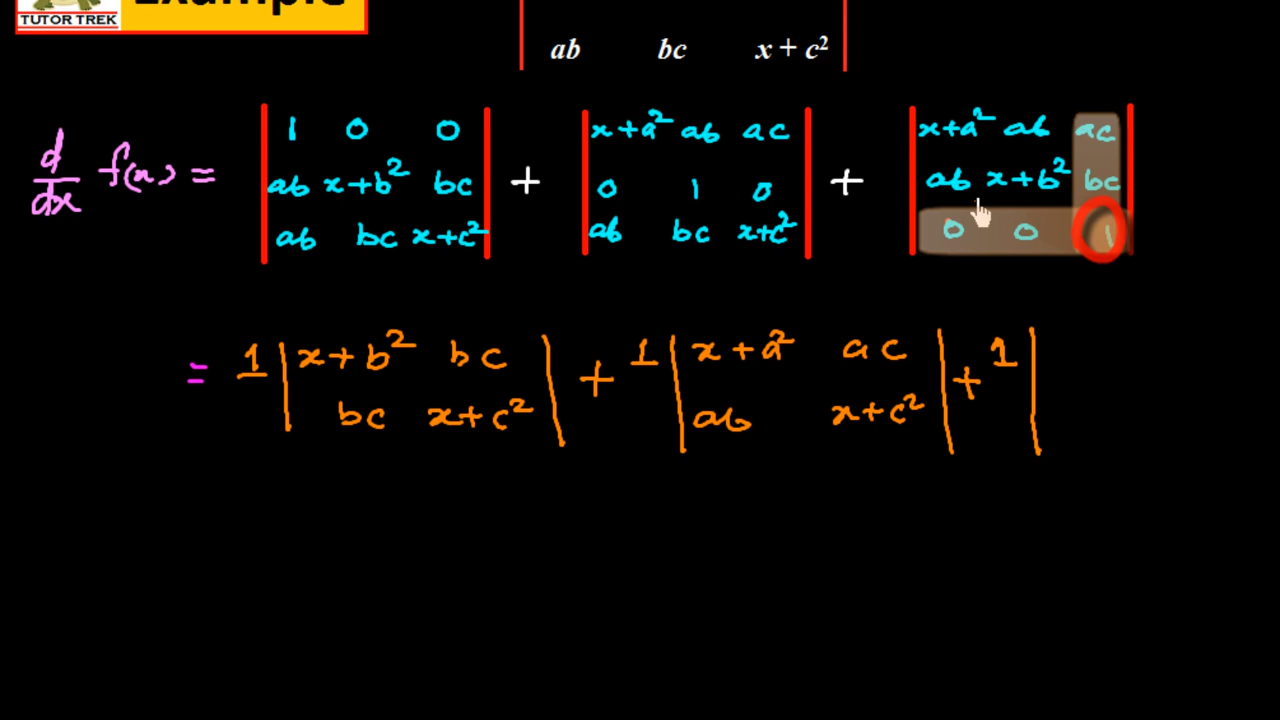 Example
TUTOR TREK
ab bc x + c²
d/dx f(x) = | 1 0 0 | + | x+a² ab ac | + | x+a² ab ac |
| ab x+b² bc | | 0 1 0 | | ab x+b² bc |
| ab bc x+c² | | ab bc x+c² | | 0 0 1 |
= 1 | x+b² bc | + 1 | x+a² ac | + 1 |
| bc x+c² | | ab x+c² |